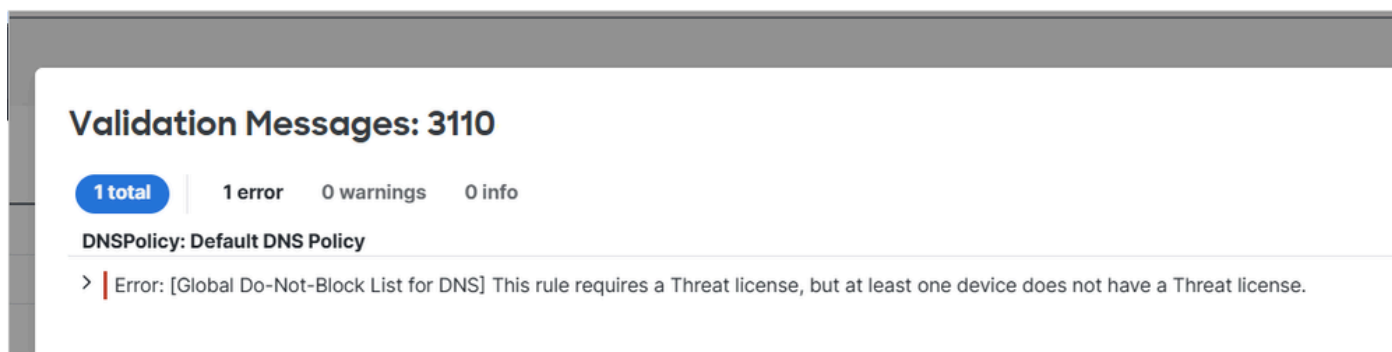 Validation Messages: 3110
1 total 1 error 0 warnings 0 info
DNSPolicy: Default DNS Policy
Error: [Global Do-Not-Block List for DNS] This rule requires a Threat license, but at least one device does not have a Threat license.